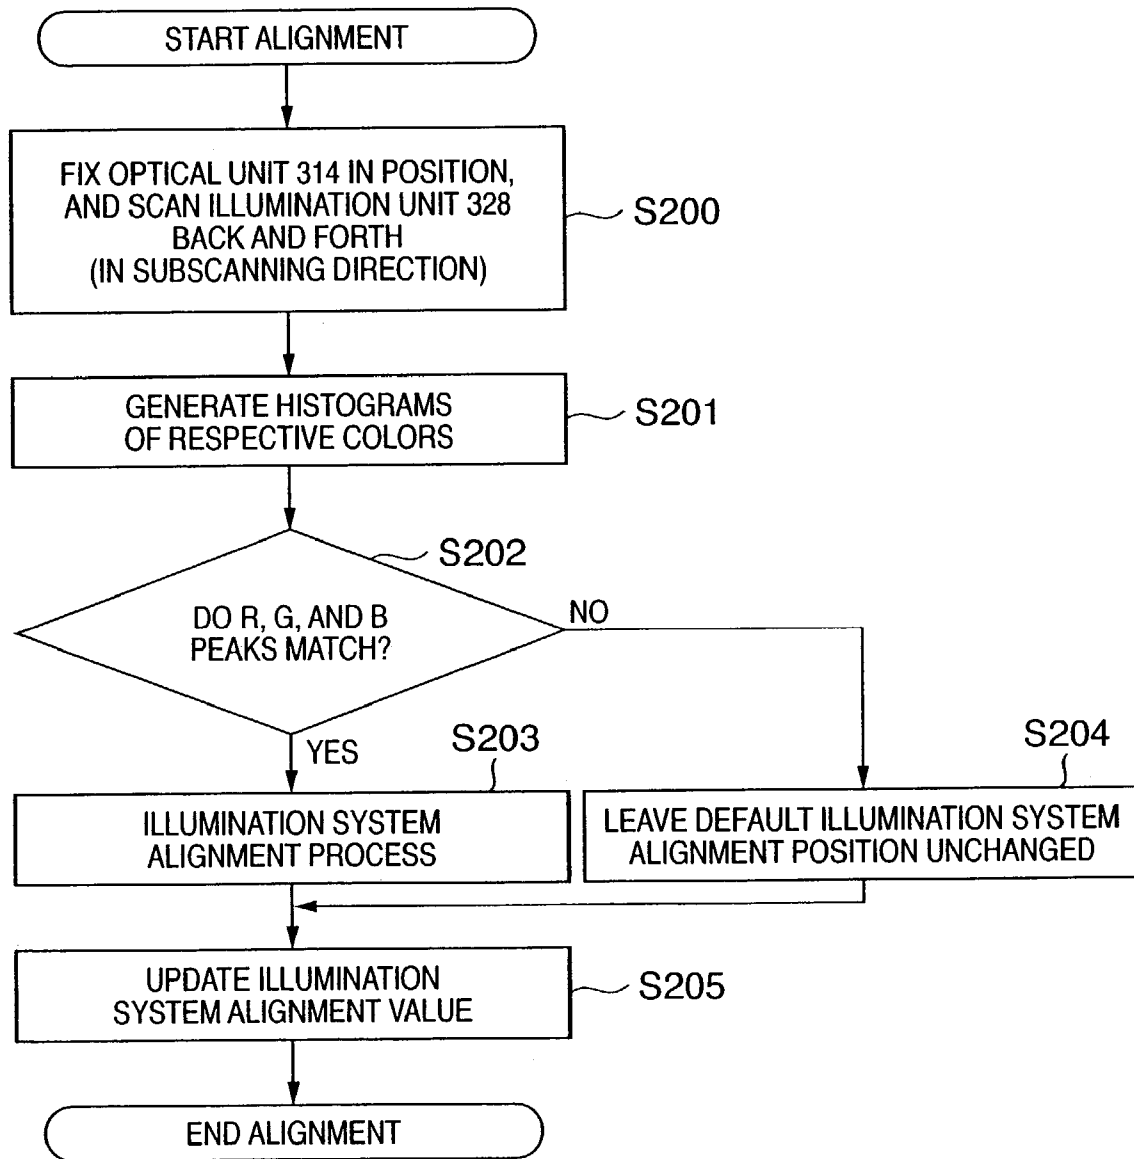 START ALIGNMENT
FIX OPTICAL UNIT 314 IN POSITION,
AND SCAN ILLUMINATION UNIT 328
BACK AND FORTH
(IN SUBSCANNING DIRECTION)
S200
GENERATE HISTOGRAMS
OF RESPECTIVE COLORS
S201
S202
DO R, G, AND B
PEAKS MATCH?
NO
YES
S203
ILLUMINATION SYSTEM
ALIGNMENT PROCESS
S204
LEAVE DEFAULT ILLUMINATION SYSTEM
ALIGNMENT POSITION UNCHANGED
UPDATE ILLUMINATION
SYSTEM ALIGNMENT VALUE
S205
END ALIGNMENT